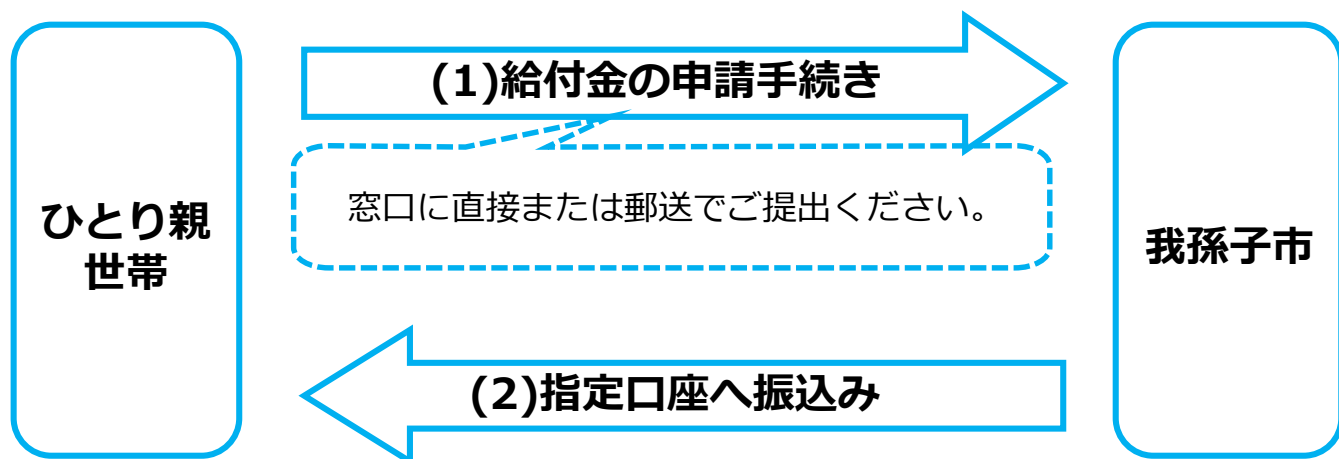 (1)給付金の申請手続き
窓口に直接または郵送でご提出ください。
ひとり親
世帯
我孫子市
(2)指定口座へ振込み